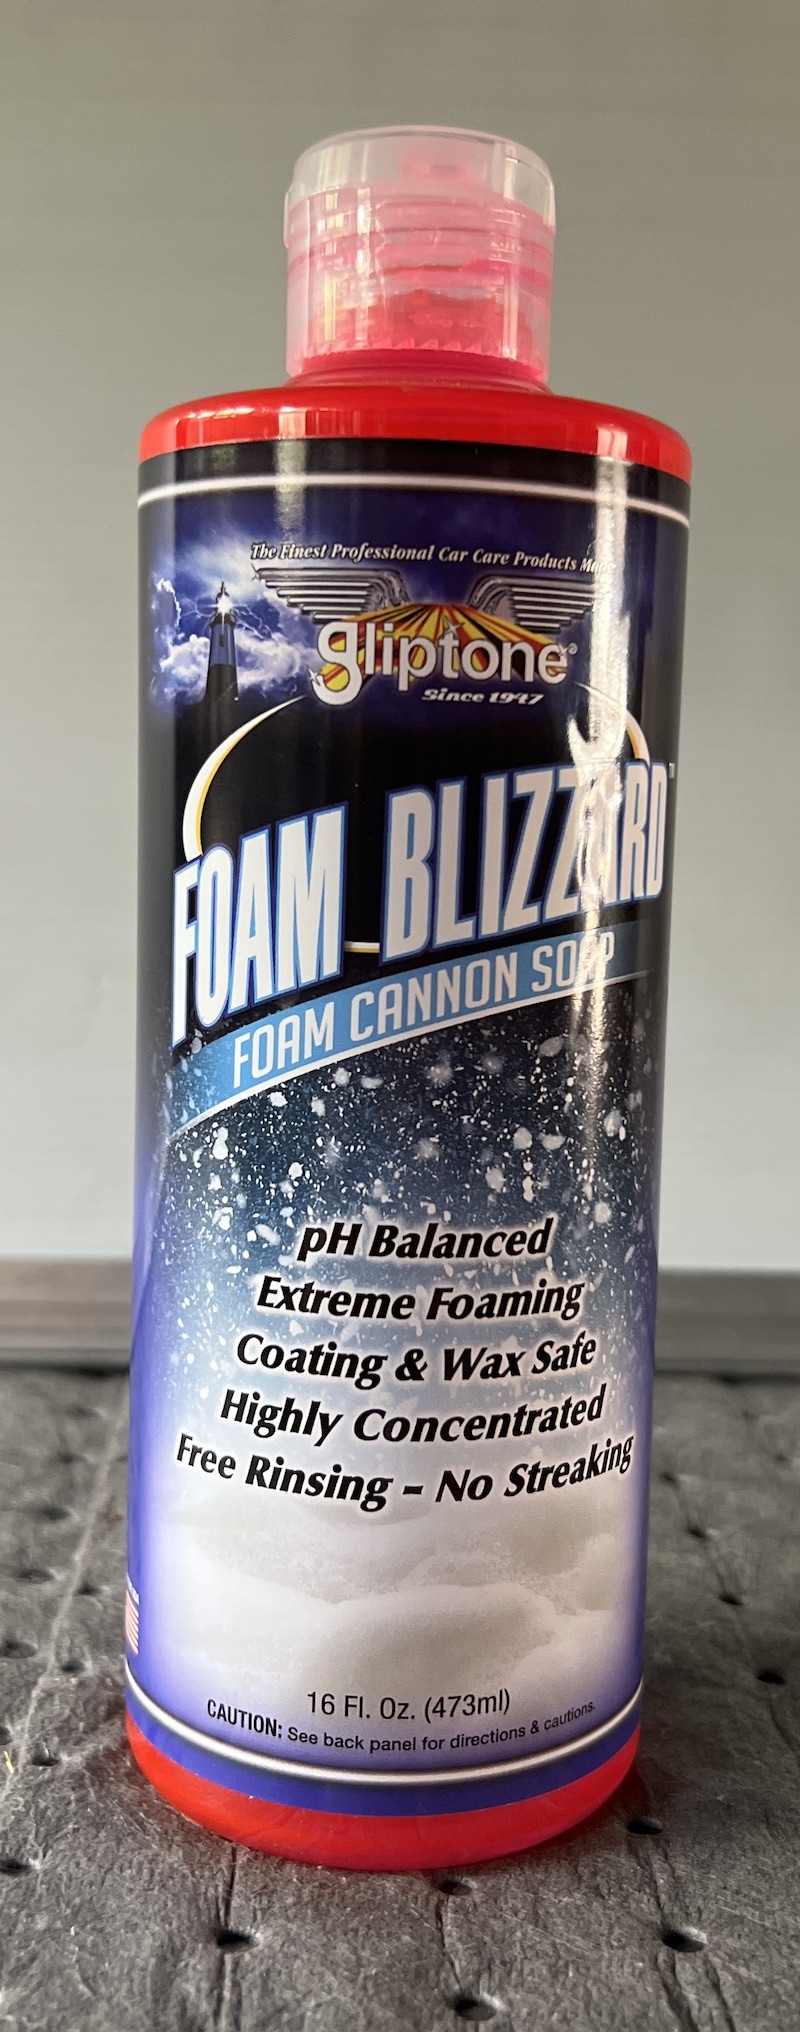 The Finest Professional Car Care Products Made
gliptone®
Since 1947
FOAM BLIZZARD™
FOAM CANNON SOAP
pH Balanced
Extreme Foaming
Coating & Wax Safe
Highly Concentrated
Free Rinsing – No Streaking
16 Fl. Oz. (473ml)
CAUTION: See back panel for directions & cautions.